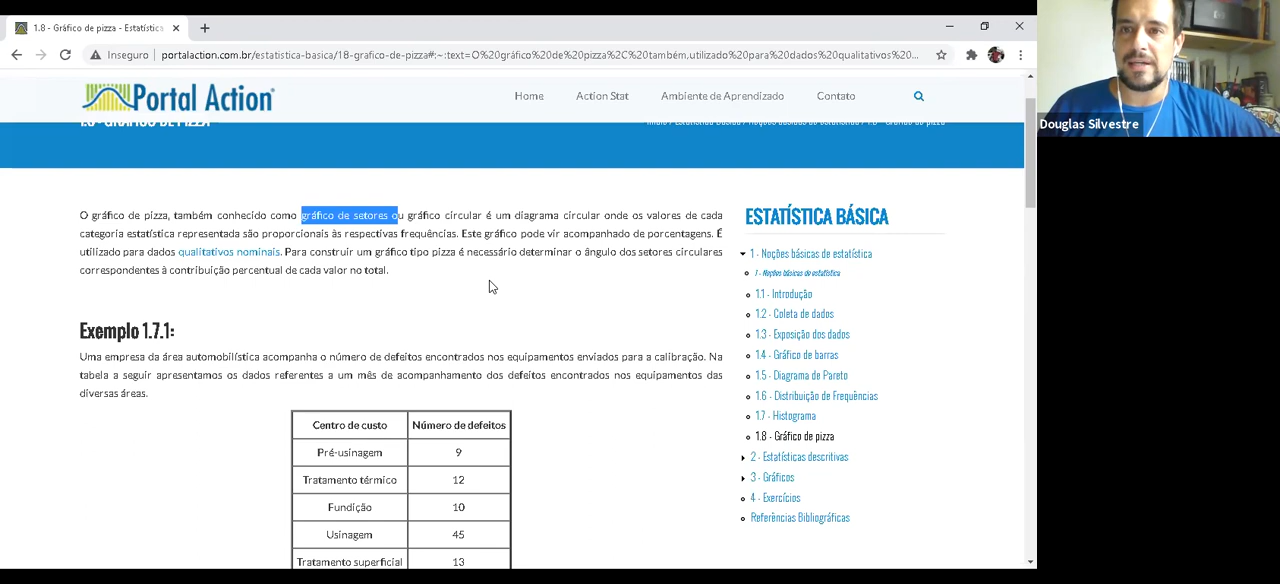 1.8 - Gráfico de pizza - Estatístic
Inseguro
portalaction.com.br/estatistica-basica/18-grafico-de-pizza#:~:text=O%20gráfico%20de%20pizza%2C%20também,utilizado%20para%20dados%20qualitativos%20...
Portal Action
Home
Action Stat
Ambiente de Aprendizado
Contato
Douglas Silvestre
O gráfico de pizza, também conhecido como gráfico de setores ou gráfico circular é um diagrama circular onde os valores de cada
categoria estatística representada são proporcionais às respectivas frequências. Este gráfico pode vir acompanhado de porcentagens. É
utilizado para dados qualitativos nominais. Para construir um gráfico tipo pizza é necessário determinar o ângulo dos setores circulares
correspondentes à contribuição percentual de cada valor no total.
Exemplo 1.7.1:
Uma empresa da área automobilística acompanha o número de defeitos encontrados nos equipamentos enviados para a calibração. Na
tabela a seguir apresentamos os dados referentes a um mês de acompanhamento dos defeitos encontrados nos equipamentos das
diversas áreas.
Centro de custo Número de defeitos
Pré-usinagem 9
Tratamento térmico 12
Fundição 10
Usinagem 45
Tratamento superficial 13
ESTATÍSTICA BÁSICA
1 - Noções básicas de estatística
1 - Noções básicas de estatística
1.1 - Introdução
1.2 - Coleta de dados
1.3 - Exposição dos dados
1.4 - Gráfico de barras
1.5 - Diagrama de Pareto
1.6 - Distribuição de Frequências
1.7 - Histograma
1.8 - Gráfico de pizza
2 - Estatísticas descritivas
3 - Gráficos
4 - Exercícios
Referências Bibliográficas